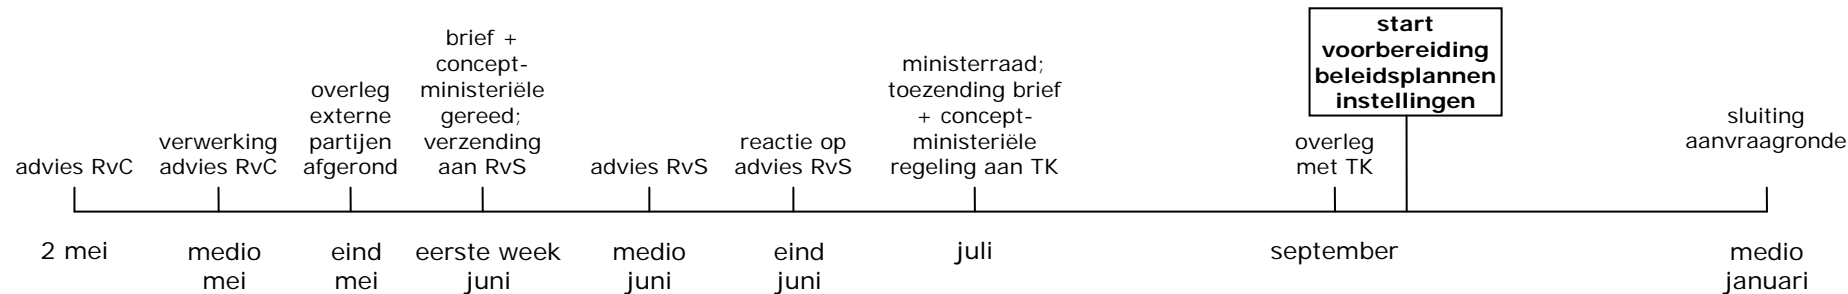 advies RvC
verwerking
advies RvC
overleg
externe
partijen
afgerond
brief +
concept-
ministeriële
gereed;
verzending
aan RvS
advies RvS
reactie op
advies RvS
ministerraad;
toezending brief
+ concept-
ministeriële
regeling aan TK
overleg
met TK
start
voorbereiding
beleidsplannen
instellingen
sluiting
aanvraagronde
2 mei
medio
mei
eind
mei
eerste week
juni
medio
juni
eind
juni
juli
september
medio
januari